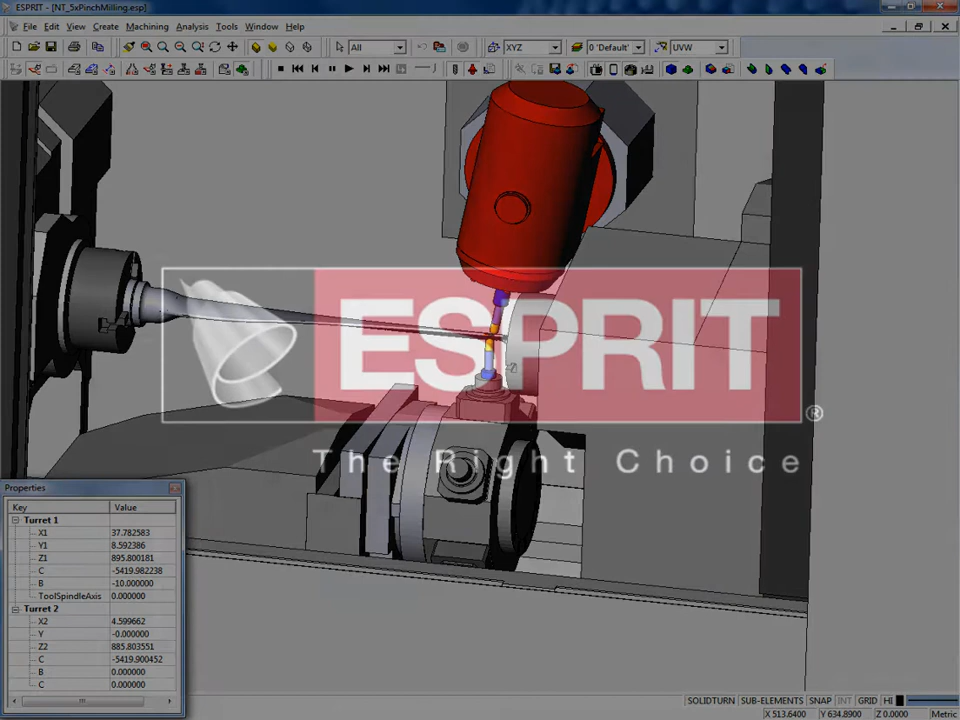 ESPRIT - [NT_5xPinchMilling.esp]
File Edit View Create Machining Analysis Tools Window Help
All XYZ 0 'Default' UVW
ESPRIT®
The Right Choice
Properties
Key Value
Turret 1
X1 37.782583
Y1 8.592386
Z1 895.800181
C -5419.982238
B -10.000000
ToolSpindleAxis 0.000000
Turret 2
X2 4.599662
Y -0.000000
Z2 885.803551
C -5419.900452
B 0.000000
C 0.000000
SOLIDTURN SUB-ELEMENTS SNAP INT GRID HI
X 513.6400 Y 634.8900 Z 0.0000 Metric